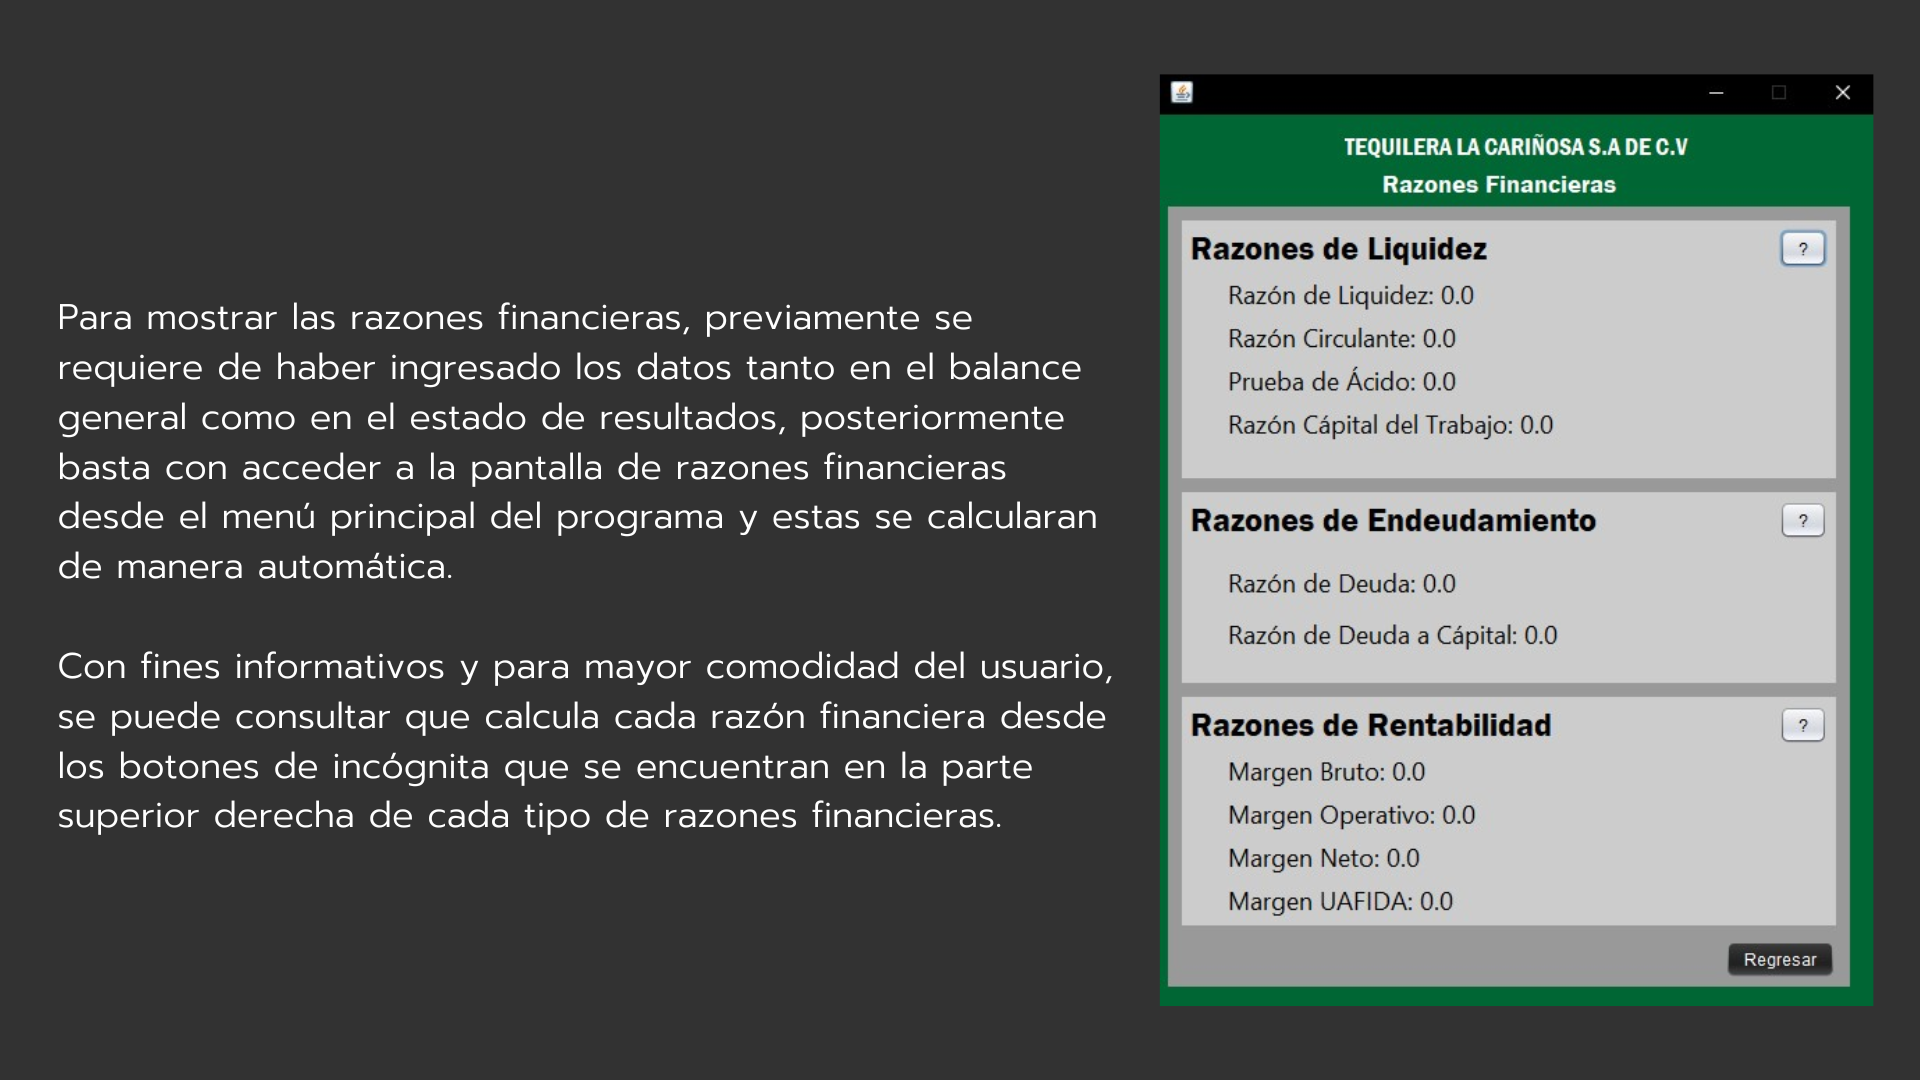 Para mostrar las razones financieras, previamente se
requiere de haber ingresado los datos tanto en el balance
general como en el estado de resultados, posteriormente
basta con acceder a la pantalla de razones financieras
desde el menú principal del programa y estas se calcularan
de manera automática.
Con fines informativos y para mayor comodidad del usuario,
se puede consultar que calcula cada razón financiera desde
los botones de incógnita que se encuentran en la parte
superior derecha de cada tipo de razones financieras.
TEQUILERA LA CARIÑOSA S.A DE C.V
Razones Financieras
Razones de Liquidez ?
Razón de Liquidez: 0.0
Razón Circulante: 0.0
Prueba de Ácido: 0.0
Razón Cápital del Trabajo: 0.0
Razones de Endeudamiento ?
Razón de Deuda: 0.0
Razón de Deuda a Cápital: 0.0
Razones de Rentabilidad ?
Margen Bruto: 0.0
Margen Operativo: 0.0
Margen Neto: 0.0
Margen UAFIDA: 0.0
Regresar